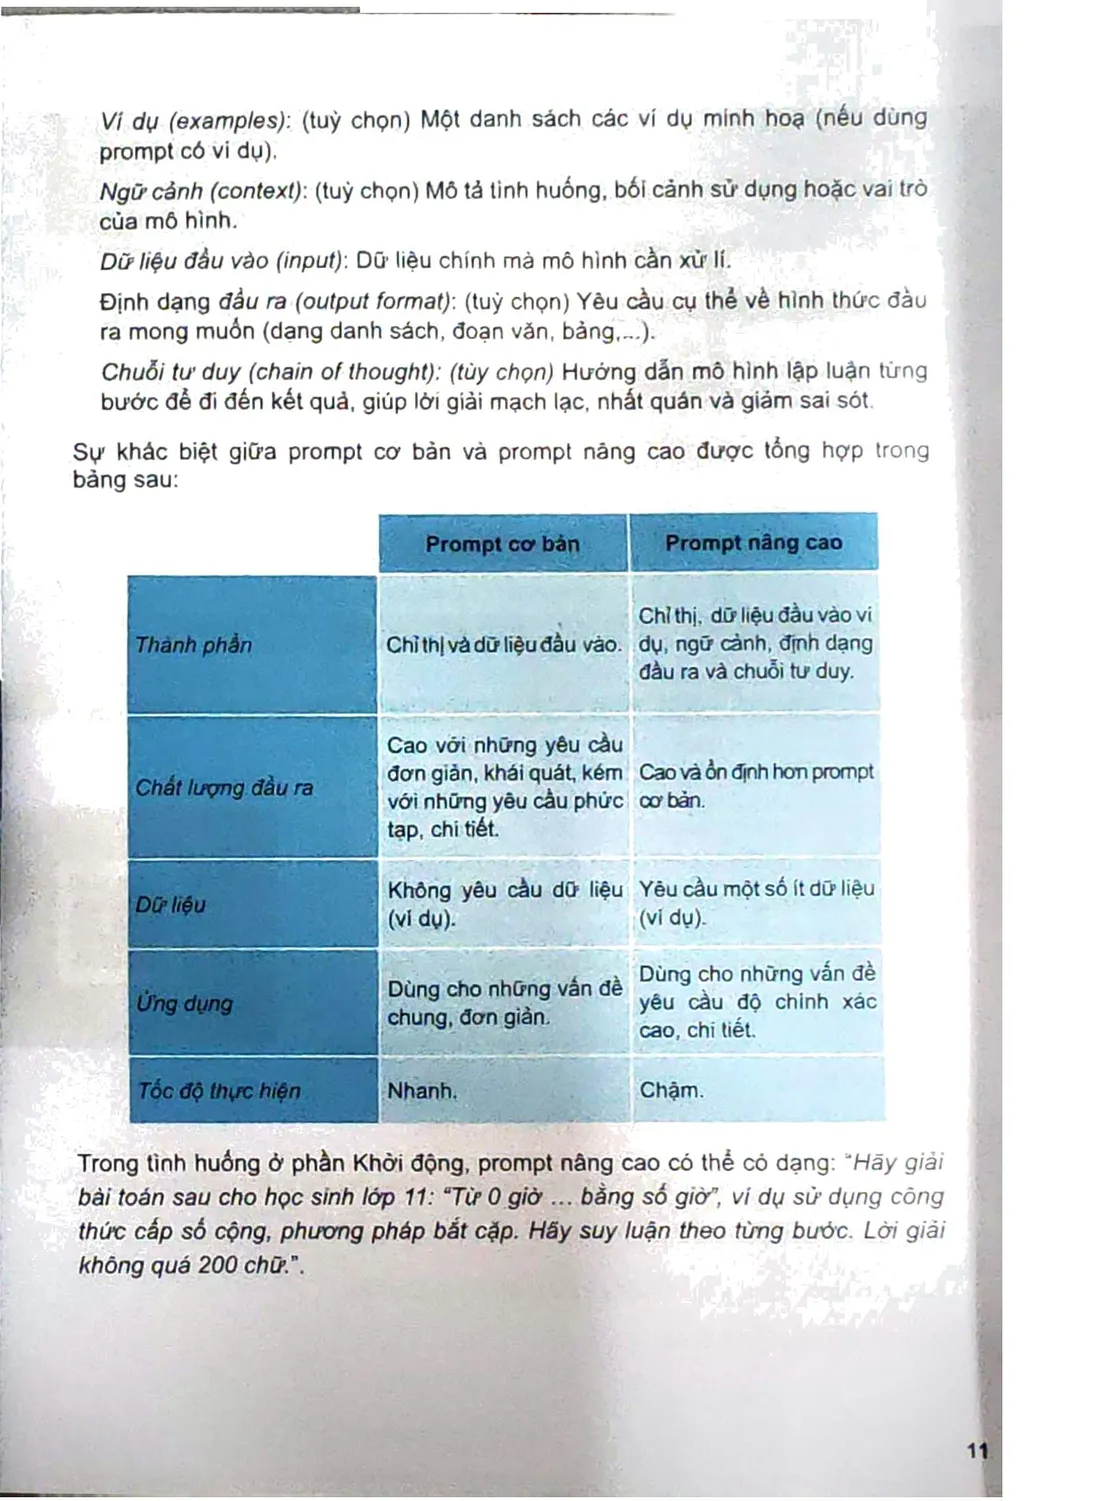 Ví dụ (examples): (tuỳ chọn) Một danh sách các ví dụ minh hoạ (nếu dùng
prompt có ví dụ).
Ngữ cảnh (context): (tuỳ chọn) Mô tả tình huống, bối cảnh sử dụng hoặc vai trò
của mô hình.
Dữ liệu đầu vào (input): Dữ liệu chính mà mô hình cần xử lí.
Định dạng đầu ra (output format): (tuỳ chọn) Yêu cầu cụ thể về hình thức đầu
ra mong muốn (dạng danh sách, đoạn văn, bảng,...).
Chuỗi tư duy (chain of thought): (tùy chọn) Hướng dẫn mô hình lập luận từng
bước để đi đến kết quả, giúp lời giải mạch lạc, nhất quán và giảm sai sót.
Sự khác biệt giữa prompt cơ bản và prompt nâng cao được tổng hợp trong
bảng sau:
Prompt cơ bản
Prompt nâng cao
Thành phần
Chỉ thị và dữ liệu đầu vào.
Chỉ thị, dữ liệu đầu vào ví
dụ, ngữ cảnh, định dạng
đầu ra và chuỗi tư duy.
Chất lượng đầu ra
Cao với những yêu cầu
đơn giản, khái quát, kém
với những yêu cầu phức
tạp, chi tiết.
Cao và ổn định hơn prompt
cơ bản.
Dữ liệu
Không yêu cầu dữ liệu
(ví dụ).
Yêu cầu một số ít dữ liệu
(ví dụ).
Ứng dụng
Dùng cho những vấn đề
chung, đơn giản.
Dùng cho những vấn đề
yêu cầu độ chính xác
cao, chi tiết.
Tốc độ thực hiện
Nhanh.
Chậm.
Trong tình huống ở phần Khởi động, prompt nâng cao có thể có dạng: "Hãy giải
bài toán sau cho học sinh lớp 11: "Từ 0 giờ ... bằng số giờ", ví dụ sử dụng công
thức cấp số cộng, phương pháp bắt cặp. Hãy suy luận theo từng bước. Lời giải
không quá 200 chữ.".
11